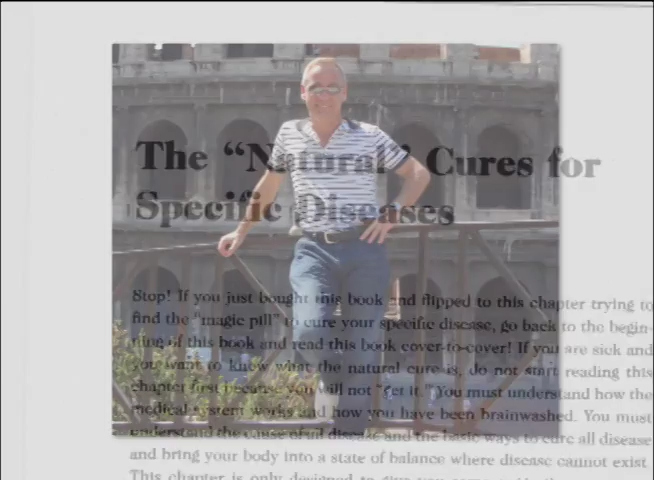 The “Natural” Cures for
Specific Diseases
Stop! If you just bought this book and flipped to this chapter trying to
find the “magic pill” to cure your specific disease, go back to the begin-
ning of this book and read this book cover-to-cover! If you are sick and
you want to know what the natural cure is, do not start reading this
chapter first because you will not “get it.” You must understand how the
medical system works and how you have been brainwashed. You must
understand the cause of all disease and the basic ways to cure all disease
and bring your body into a state of balance where disease cannot exist.
This chapter is only designed to give you